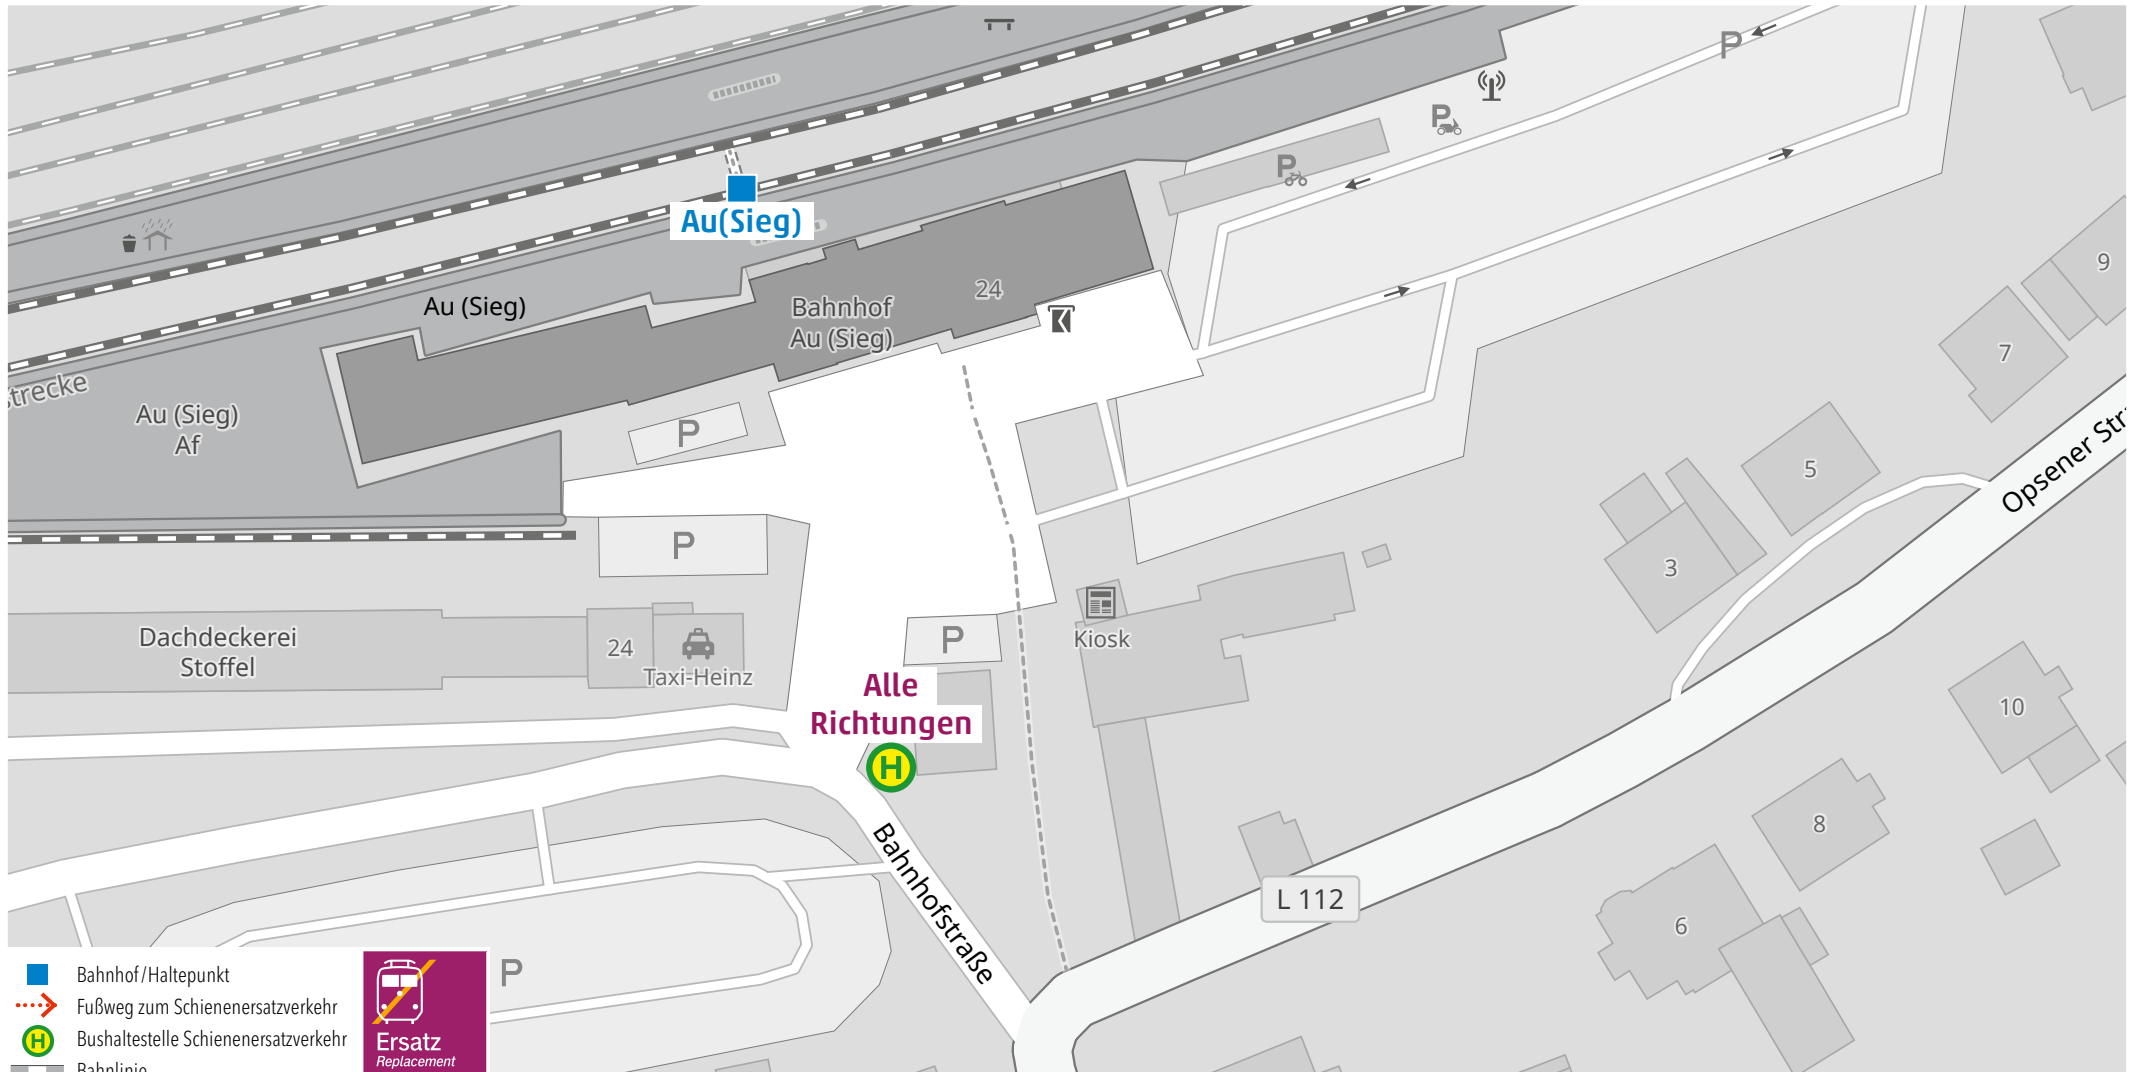 P
P
P
Au(Sieg)
Au (Sieg)
Bahnhof
Au (Sieg)
24
9
7
Au (Sieg)
Af
P
5
Opsener Str
P
3
Dachdeckerei
Stoffel
24
Taxi-Heinz
P
Kiosk
Alle
Richtungen
H
10
8
Bahnhofstraße
L 112
6
P
Bahnhof/Haltepunkt
Fußweg zum Schienenersatzverkehr
H
Bushaltestelle Schienenersatzverkehr
Bahnlinie
Ersatz
Replacement